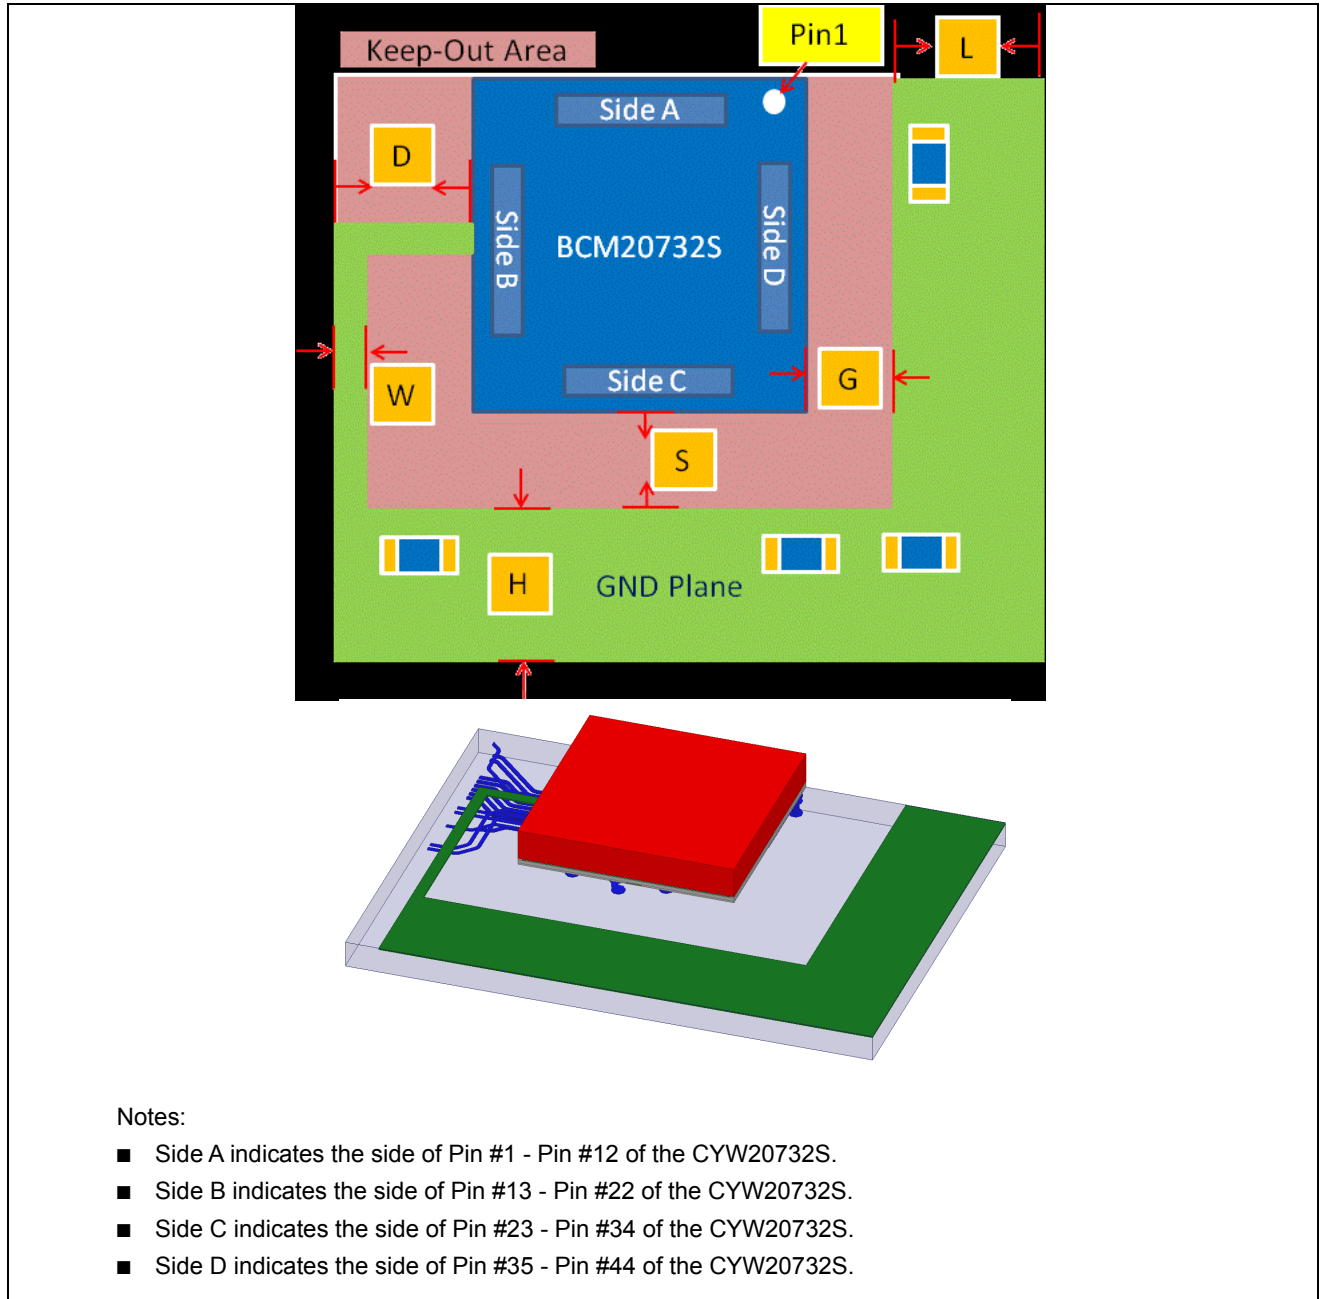 Keep-Out Area
Pin1
L
Side A
D
Side B
BCM20732S
Side D
W
Side C
G
S
H
GND Plane
Notes:
■ Side A indicates the side of Pin #1 - Pin #12 of the CYW20732S.
■ Side B indicates the side of Pin #13 - Pin #22 of the CYW20732S.
■ Side C indicates the side of Pin #23 - Pin #34 of the CYW20732S.
■ Side D indicates the side of Pin #35 - Pin #44 of the CYW20732S.